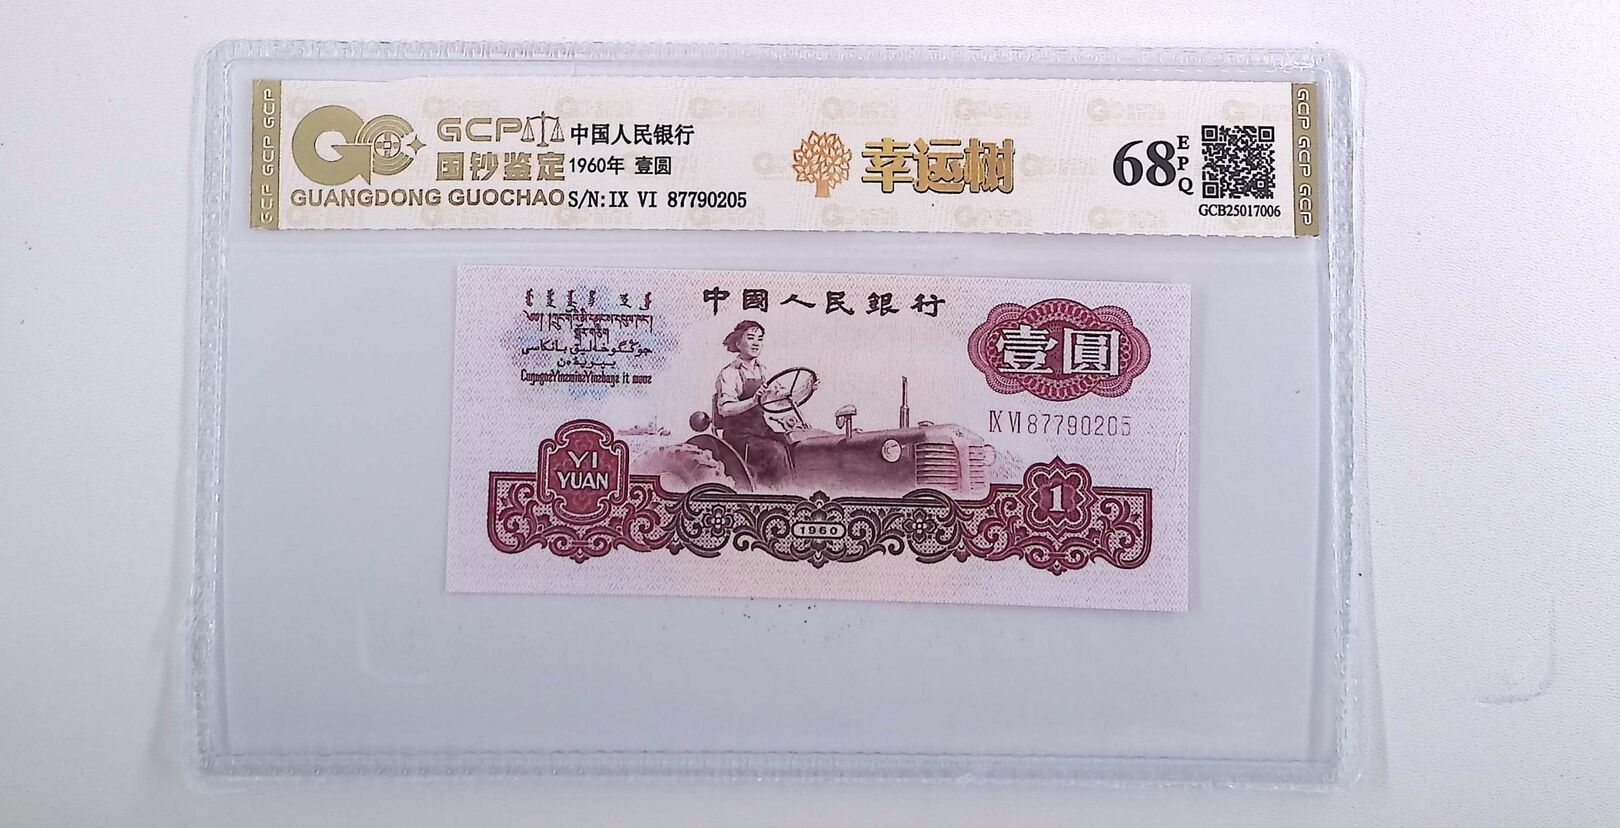 GCP GCP GCP
GCP
国钞鉴定
GUANGDONG GUOCHAO
中国人民银行
1960年 壹圆
S/N: IX VI 87790205
幸运树
68
EPQ
GCB25017006
GCP GCP GCP
中國人民銀行
壹圓
IX VI 87790205
YI
YUAN
1960
1